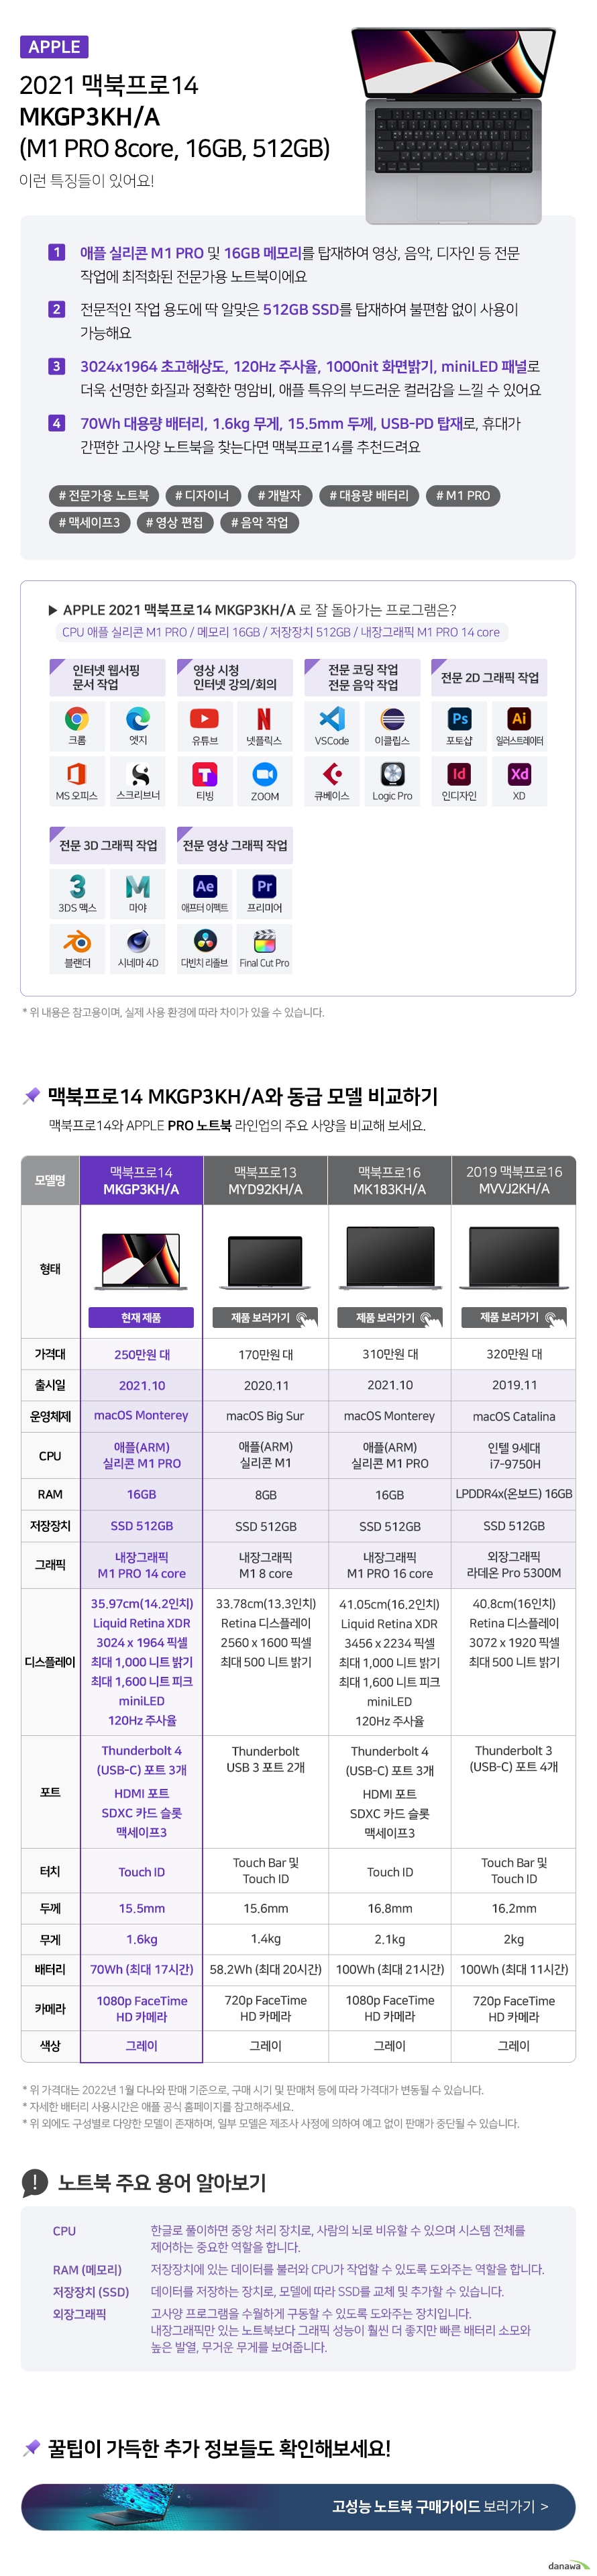 APPLE
2021 맥북프로14
MKGP3KH/A
(M1 PRO 8core, 16GB, 512GB)
이런 특징들이 있어요!
1 애플 실리콘 M1 PRO 및 16GB 메모리를 탑재하여 영상, 음악, 디자인 등 전문
작업에 최적화된 전문가용 노트북이에요
2 전문적인 작업 용도에 딱 알맞은 512GB SSD를 탑재하여 불편함 없이 사용이
가능해요
3 3024x1964 초고해상도, 120Hz 주사율, 1000nit 화면밝기, miniLED 패널로
더욱 선명한 화질과 정확한 명암비, 애플 특유의 부드러운 컬러감을 느낄 수 있어요
4 70Wh 대용량 배터리, 1.6kg 무게, 15.5mm 두께, USB-PD 탑재로, 휴대가
간편한 고사양 노트북을 찾는다면 맥북프로14를 추천드려요
# 전문가용 노트북 # 디자이너 # 개발자 # 대용량 배터리 # M1 PRO
# 맥세이프3 # 영상 편집 # 음악 작업
▶ APPLE 2021 맥북프로14 MKGP3KH/A 로 잘 돌아가는 프로그램은?
CPU 애플 실리콘 M1 PRO / 메모리 16GB / 저장장치 512GB / 내장그래픽 M1 PRO 14 core
인터넷 웹서핑 영상 시청 전문 코딩 작업 전문 2D 그래픽 작업
문서 작업 인터넷 강의/회의 전문 음악 작업
Ps Ai
크롬 엣지 유튜브 넷플릭스 VSCode 이클립스 포토샵 일러스트레이터
Id Xd
MS 오피스 스크리브너 티빙 ZOOM 큐베이스 Logic Pro 인디자인 XD
전문 3D 그래픽 작업 전문 영상 그래픽 작업
3 M Ae Pr
3DS 맥스 마야 애프터 이펙트 프리미어
블랜더 시네마 4D 다빈치 리졸브 Final Cut Pro
* 위 내용은 참고용이며, 실제 사용 환경에 따라 차이가 있을 수 있습니다.
맥북프로14 MKGP3KH/A와 동급 모델 비교하기
맥북프로14와 APPLE PRO 노트북 라인업의 주요 사양을 비교해 보세요.
모델명 맥북프로14 맥북프로13 맥북프로16 2019 맥북프로16
MKGP3KH/A MYD92KH/A MK183KH/A MVVJ2KH/A
형태
현재 제품 제품 보러가기 제품 보러가기 제품 보러가기
가격대 250만원 대 170만원 대 310만원 대 320만원 대
출시일 2021.10 2020.11 2021.10 2019.11
운영체제 macOS Monterey macOS Big Sur macOS Monterey macOS Catalina
CPU 애플(ARM) 애플(ARM) 애플(ARM) 인텔 9세대
실리콘 M1 PRO 실리콘 M1 실리콘 M1 PRO i7-9750H
RAM 16GB 8GB 16GB LPDDR4x(온보드) 16GB
저장장치 SSD 512GB SSD 512GB SSD 512GB SSD 512GB
그래픽 내장그래픽 내장그래픽 내장그래픽 외장그래픽
M1 PRO 14 core M1 8 core M1 PRO 16 core 라데온 Pro 5300M
디스플레이 35.97cm(14.2인치) 33.78cm(13.3인치) 41.05cm(16.2인치) 40.8cm(16인치)
Liquid Retina XDR Retina 디스플레이 Liquid Retina XDR Retina 디스플레이
3024 x 1964 픽셀 2560 x 1600 픽셀 3456 x 2234 픽셀 3072 x 1920 픽셀
최대 1,000 니트 밝기 최대 500 니트 밝기 최대 1,000 니트 밝기 최대 500 니트 밝기
최대 1,600 니트 피크 최대 1,600 니트 피크
miniLED miniLED
120Hz 주사율 120Hz 주사율
포트 Thunderbolt 4 Thunderbolt Thunderbolt 4 Thunderbolt 3
(USB-C) 포트 3개 USB 3 포트 2개 (USB-C) 포트 3개 (USB-C) 포트 4개
HDMI 포트 HDMI 포트
SDXC 카드 슬롯 SDXC 카드 슬롯
맥세이프3 맥세이프3
터치 Touch ID Touch Bar 및 Touch ID Touch Bar 및
Touch ID Touch ID
두께 15.5mm 15.6mm 16.8mm 16.2mm
무게 1.6kg 1.4kg 2.1kg 2kg
배터리 70Wh (최대 17시간) 58.2Wh (최대 20시간) 100Wh (최대 21시간) 100Wh (최대 11시간)
카메라 1080p FaceTime 720p FaceTime 1080p FaceTime 720p FaceTime
HD 카메라 HD 카메라 HD 카메라 HD 카메라
색상 그레이 그레이 그레이 그레이
* 위 가격대는 2022년 1월 다나와 판매 기준으로, 구매 시기 및 판매처 등에 따라 가격대가 변동될 수 있습니다.
* 자세한 배터리 사용시간은 애플 공식 홈페이지를 참고해주세요.
* 위 외에도 구성별로 다양한 모델이 존재하며, 일부 모델은 제조사 사정에 의하여 예고 없이 판매가 중단될 수 있습니다.
! 노트북 주요 용어 알아보기
CPU 한글로 풀이하면 중앙 처리 장치로, 사람의 뇌로 비유할 수 있으며 시스템 전체를
제어하는 중요한 역할을 합니다.
RAM (메모리) 저장장치에 있는 데이터를 불러와 CPU가 작업할 수 있도록 도와주는 역할을 합니다.
저장장치 (SSD) 데이터를 저장하는 장치로, 모델에 따라 SSD를 교체 및 추가할 수 있습니다.
외장그래픽 고사양 프로그램을 수월하게 구동할 수 있도록 도와주는 장치입니다.
내장그래픽만 있는 노트북보다 그래픽 성능이 훨씬 더 좋지만 빠른 배터리 소모와
높은 발열, 무거운 무게를 보여줍니다.
꿀팁이 가득한 추가 정보들도 확인해보세요!
고성능 노트북 구매가이드 보러가기 >
danawa